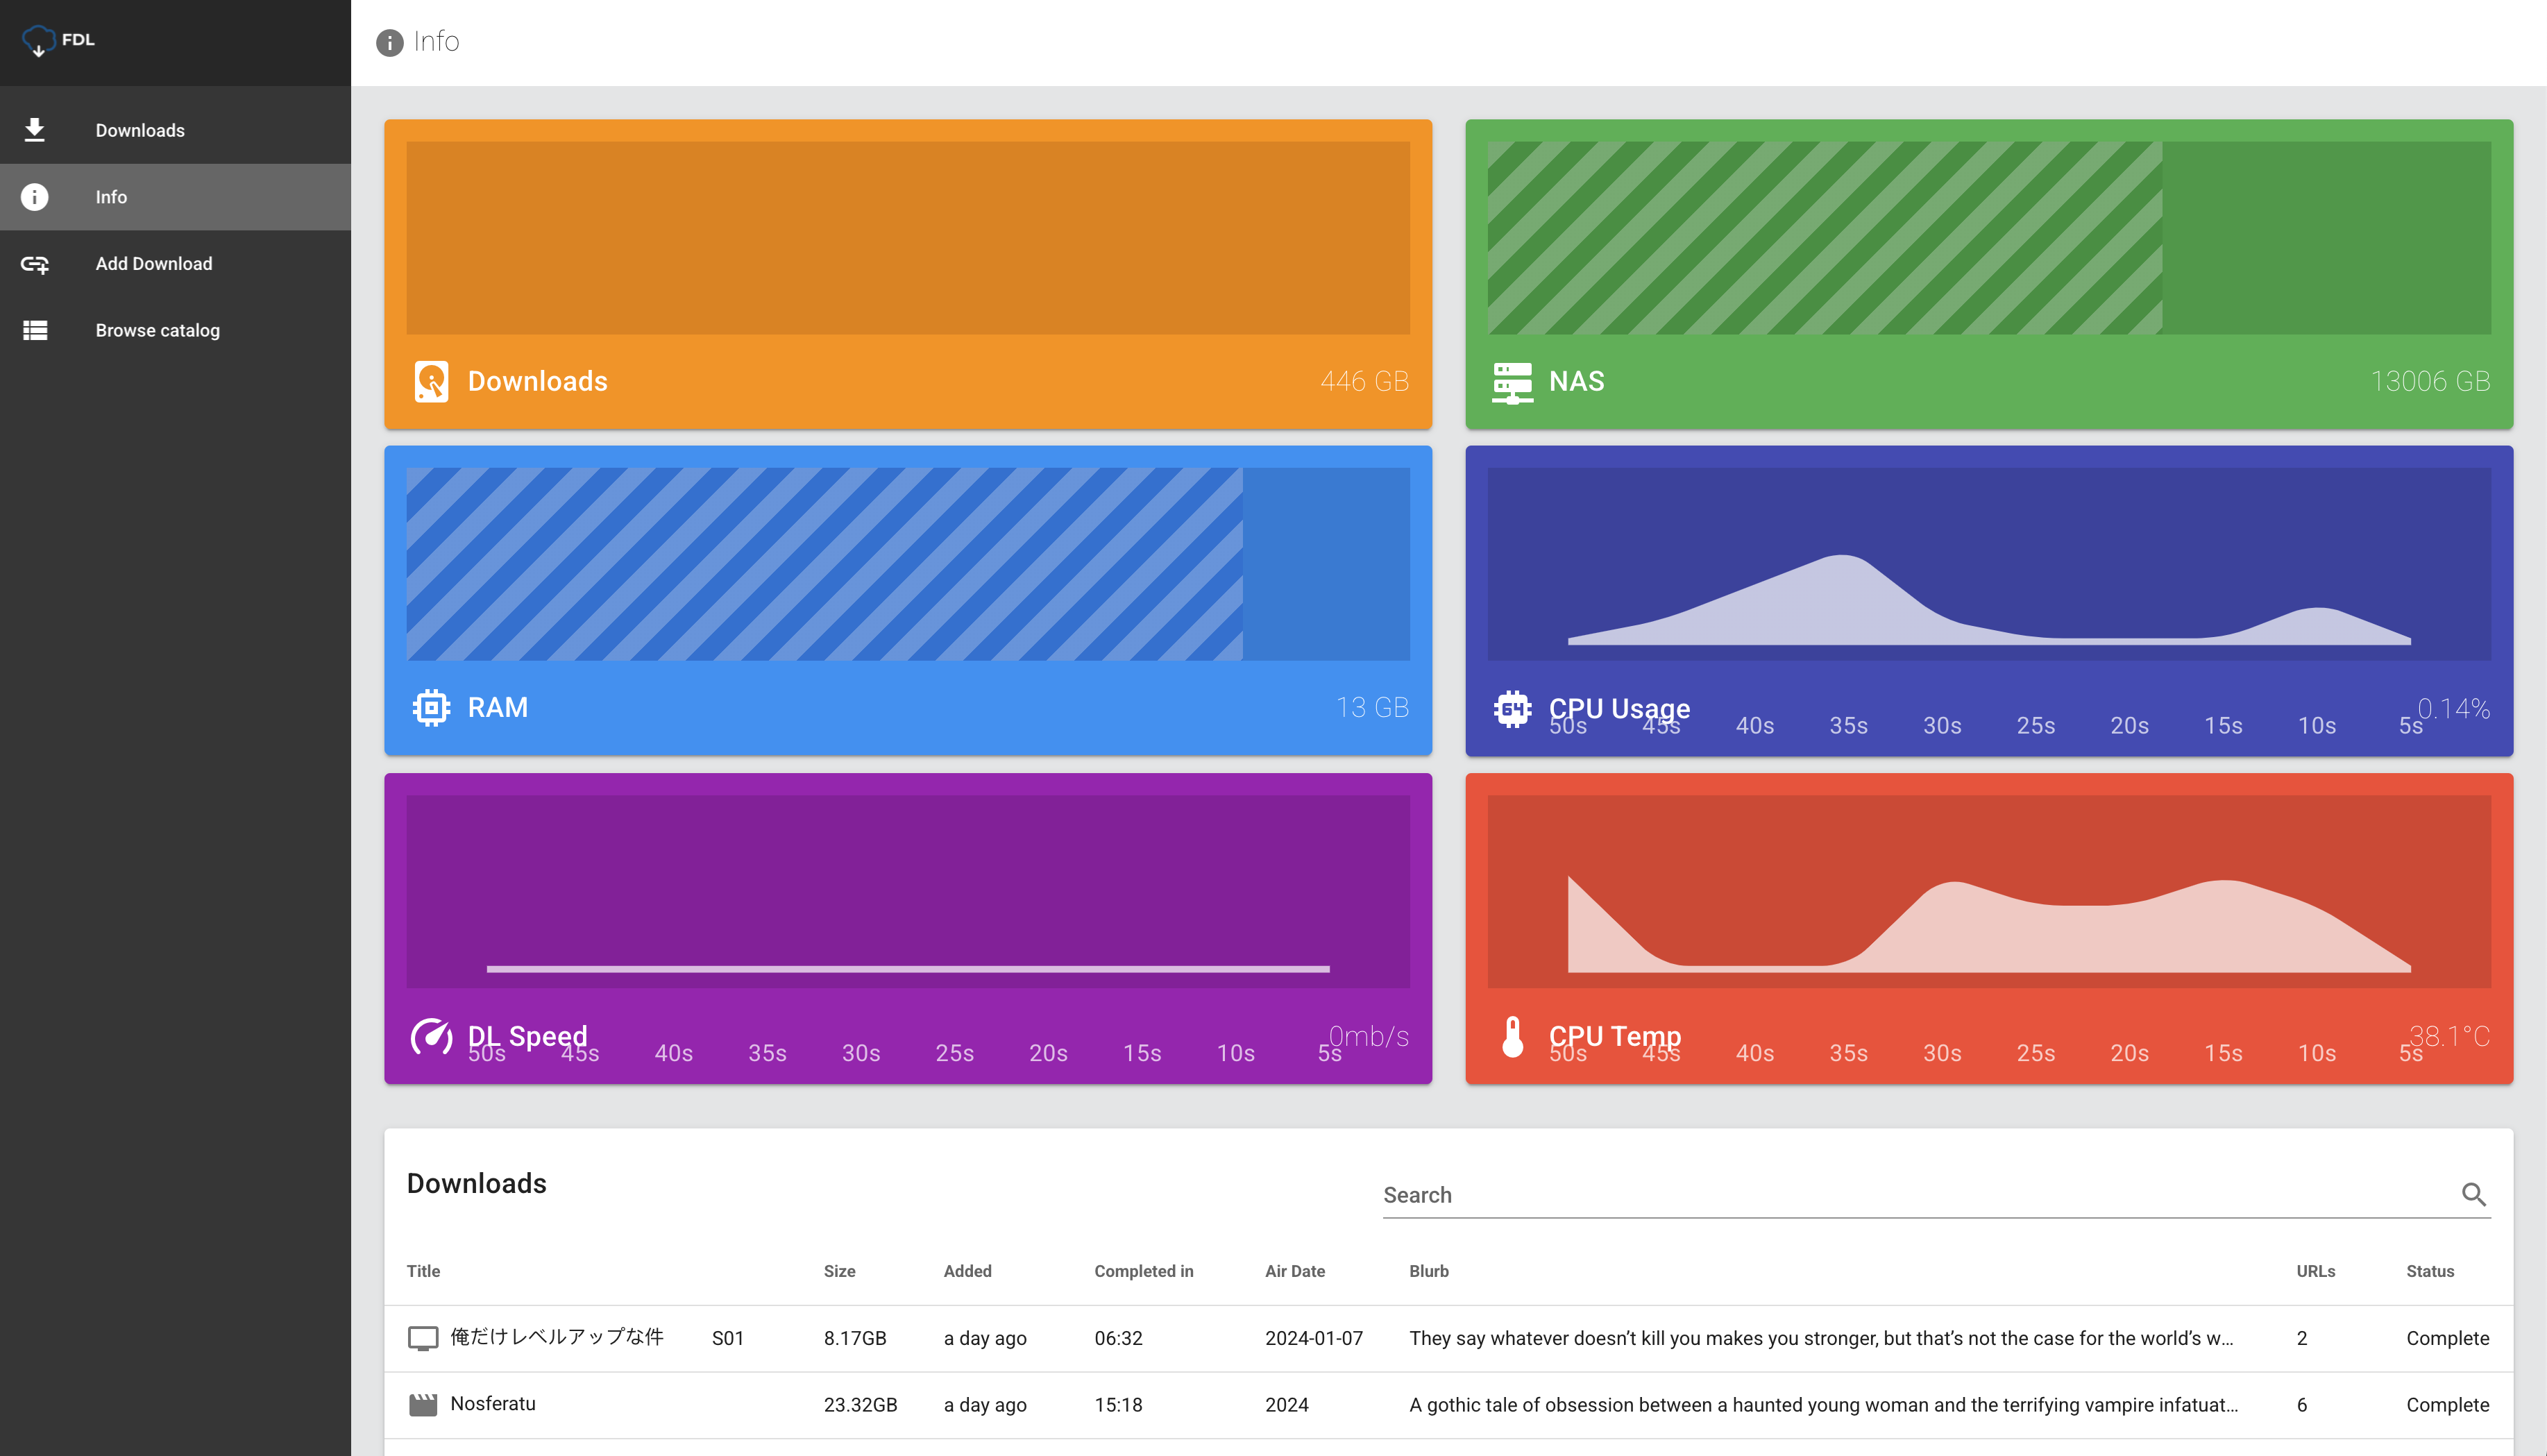 FDL
Info
Downloads
Info
Add Download
Browse catalog
Downloads 446 GB
NAS 13006 GB
RAM 13 GB
64 CPU Usage 0.14%
50s 45s 40s 35s 30s 25s 20s 15s 10s 5s
DL Speed 0mb/s
50s 45s 40s 35s 30s 25s 20s 15s 10s 5s
CPU Temp 38.1°C
50s 45s 40s 35s 30s 25s 20s 15s 10s 5s
Downloads
Search
Title Size Added Completed in Air Date Blurb URLs Status
俺だけレベルアップな件 S01 8.17GB a day ago 06:32 2024-01-07 They say whatever doesn’t kill you makes you stronger, but that’s not the case for the world’s w… 2 Complete
Nosferatu 23.32GB a day ago 15:18 2024 A gothic tale of obsession between a haunted young woman and the terrifying vampire infatuat… 6 Complete